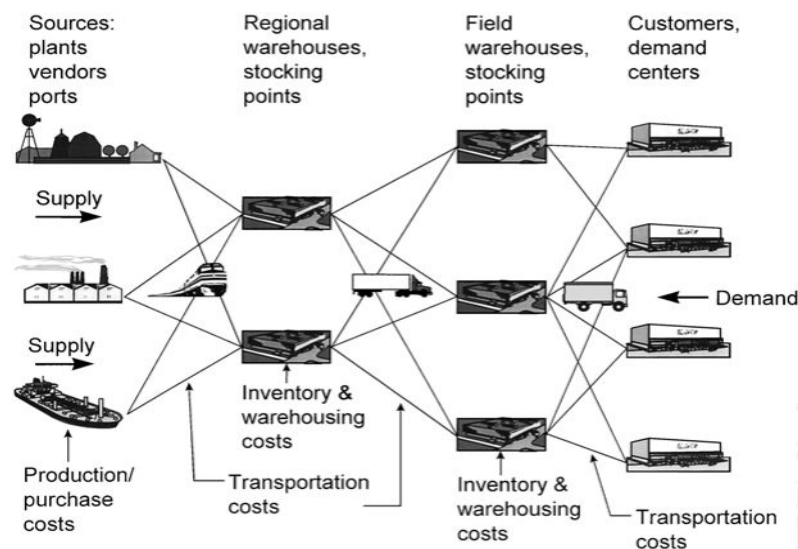 Sources:
plants
vendors
ports
Regional
warehouses,
stocking
points
Field
warehouses,
stocking
points
Customers,
demand
centers
Supply
Demand
Supply
Inventory &
warehousing
costs
Production/
purchase
costs
Transportation
costs
Inventory &
warehousing
costs
Transportation
costs